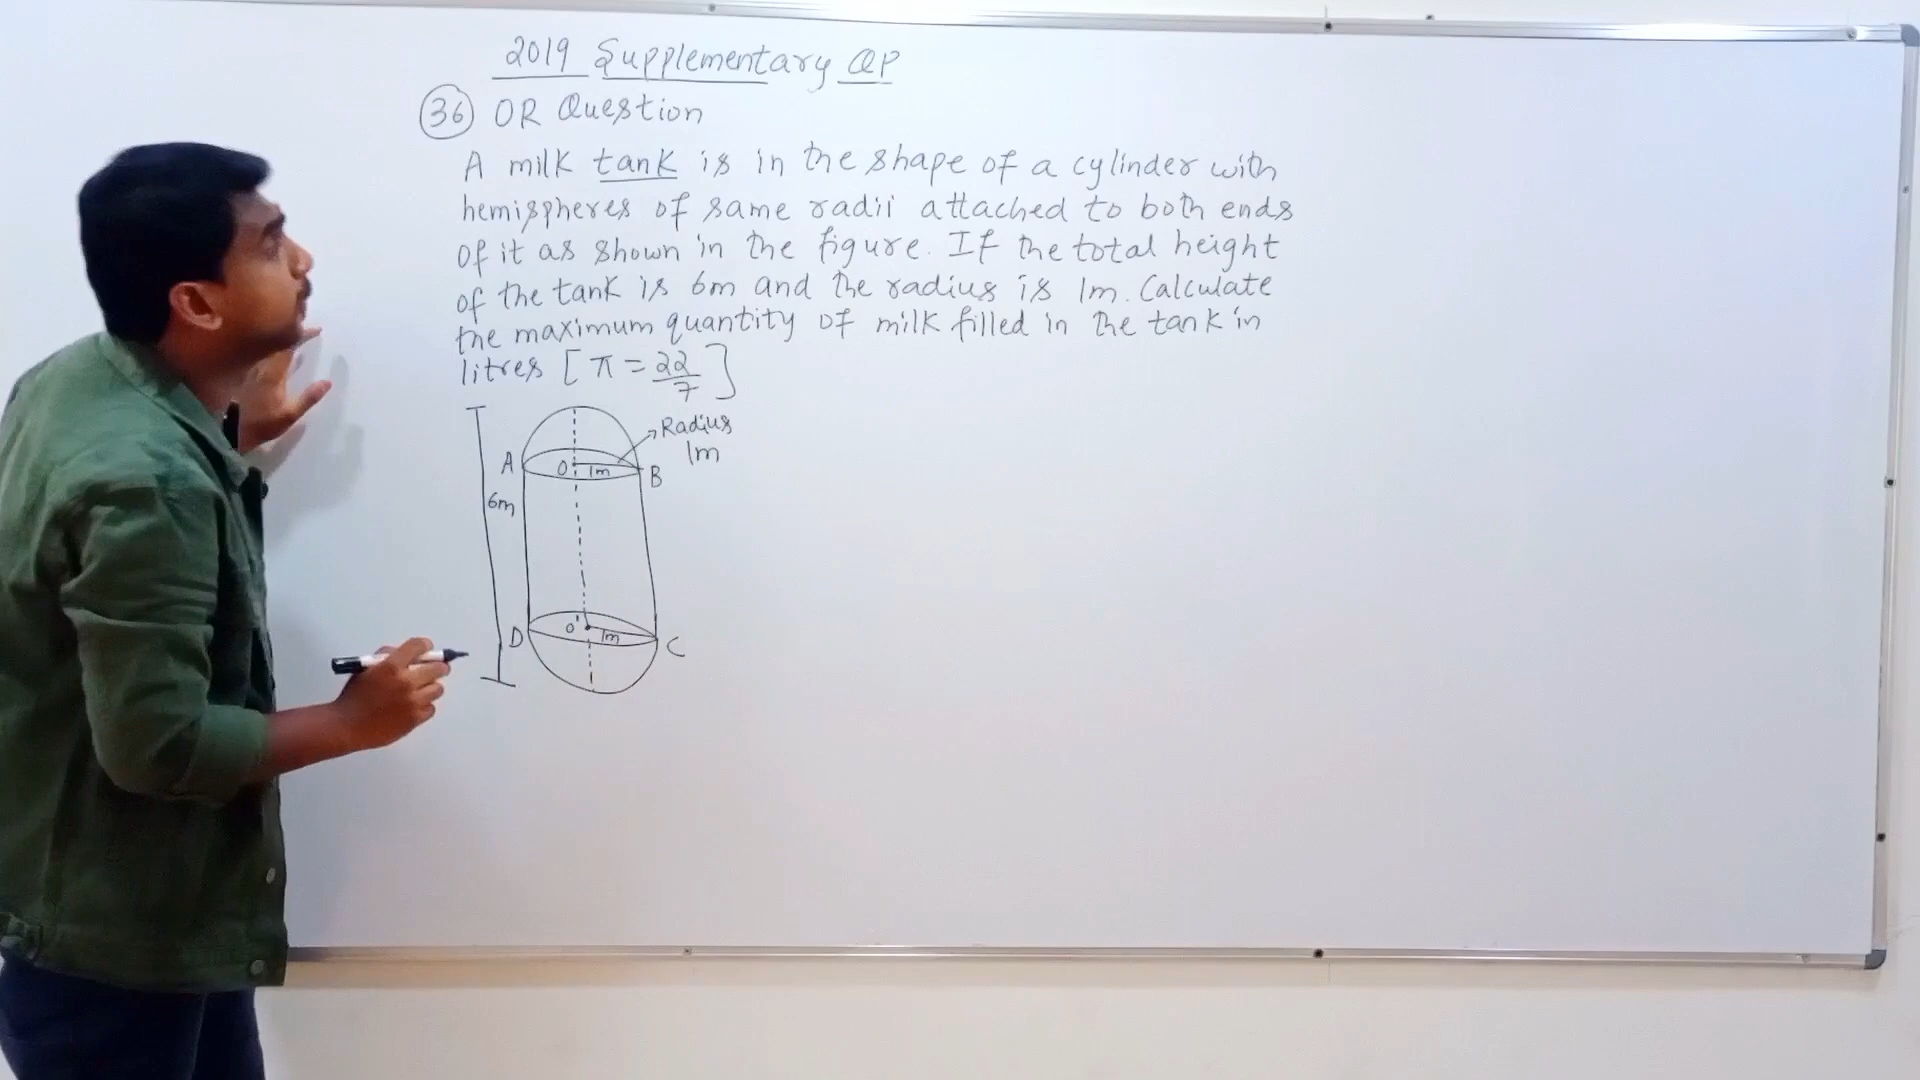 2019 Supplementary QP
36 OR Question
A milk tank is in the shape of a cylinder with
hemispheres of same radii attached to both ends
of it as shown in the figure. If the total height
of the tank is 6m and the radius is 1m. Calculate
the maximum quantity of milk filled in the tank in
litres [π = 22/7]
Radius
1m
A O 1m B
6m
D O' 1m C